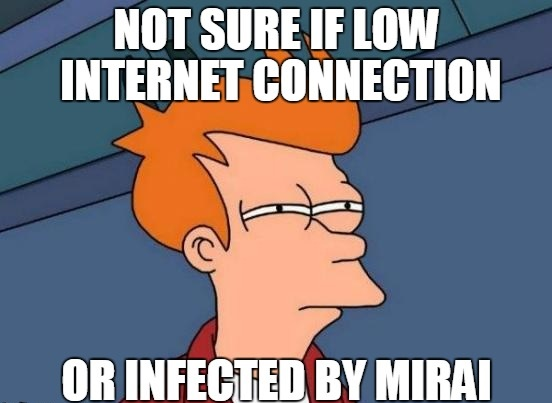 NOT SURE IF LOW
INTERNET CONNECTION
OR INFECTED BY MIRAI